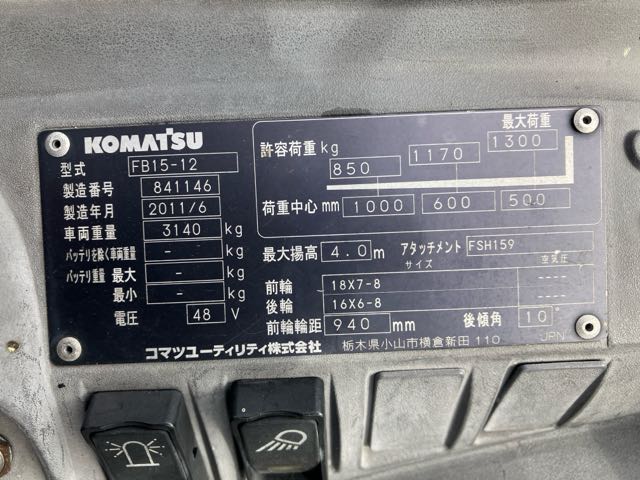 KOMATSU
型式 FB15-12
製造番号 841146
製造年月 2011/6
車両重量 3140 kg
バッテリを除く車両重量 - kg
バッテリ重量 最大 - kg
最小 - kg
電圧 48 V
最大荷重
許容荷重 kg 850 1170 1300
荷重中心 mm 1000 600 500
最大揚高 4.0 m アタッチメント FSH159
サイズ 空気圧
前輪 18X7-8 ----
後輪 16X6-8 ----
前輪輪距 940 mm 後傾角 10°
コマツユーティリティ株式会社 栃木県小山市横倉新田 110 JPN